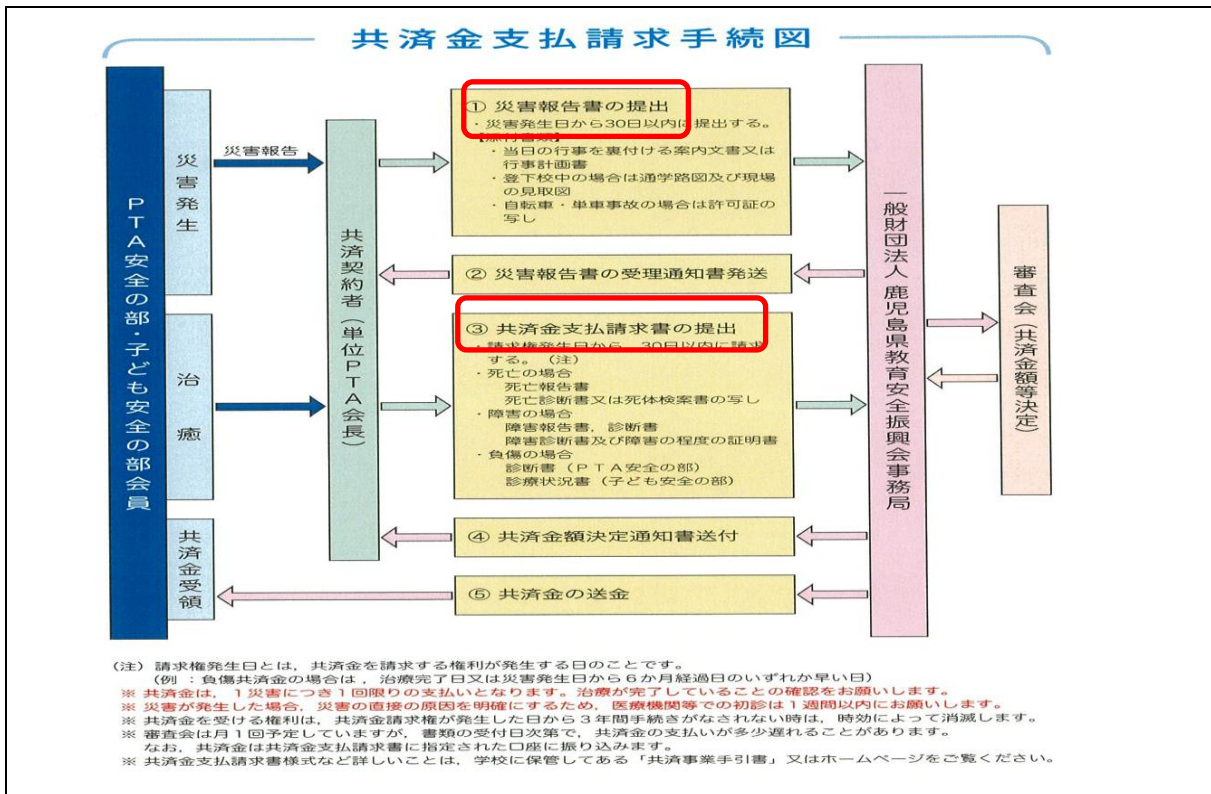 共済金支払請求手続図
PTA安全の部・子ども安全の部会員
災害発生
災害報告
治癒
共済金受領
共済契約者（単位PTA会長）
① 災害報告書の提出
・災害発生日から30日以内に提出する。
【添付書類】
・当日の行事を裏付ける案内文書又は
行事計画書
・登下校中の場合は通学路図及び現場
の見取図
・自転車・単車事故の場合は許可証の
写し
② 災害報告書の受理通知書発送
③ 共済金支払請求書の提出
・請求権発生日から、30日以内に請求
する。（注）
・死亡の場合
死亡報告書
死亡診断書又は死体検案書の写し
・障害の場合
障害報告書，診断書
障害診断書及び障害の程度の証明書
・負傷の場合
診断書（PTA安全の部）
診療状況書（子ども安全の部）
④ 共済金額決定通知書送付
⑤ 共済金の送金
一般財団法人 鹿児島県教育安全振興会事務局
審査会（共済金額等決定）
（注）請求権発生日とは，共済金を請求する権利が発生する日のことです。
（例：負傷共済金の場合は，治療完了日又は災害発生日から6か月経過日のいずれか早い日）
※ 共済金は，1災害につき1回限りの支払いとなります。治療が完了していることの確認をお願いします。
※ 災害が発生した場合，災害の直接の原因を明確にするため，医療機関等での初診は1週間以内にお願いします。
※ 共済金を受ける権利は，共済金請求権が発生した日から3年間手続きがなされない時は，時効によって消滅します。
※ 審査会は月1回予定していますが，書類の受付日次第で，共済金の支払いが多少遅れることがあります。
なお，共済金は共済金支払請求書に指定された口座に振り込みます。
※ 共済金支払請求書様式など詳しいことは，学校に保管してある「共済事業手引書」又はホームページをご覧ください。